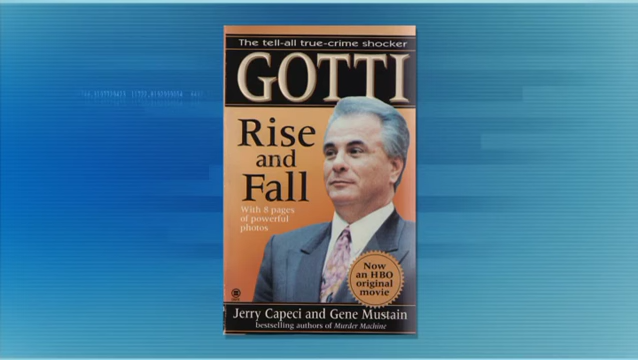 The tell-all true-crime shocker
GOTTI
Rise
and
Fall
With 8 pages
of powerful
photos
Now
an HBO
original
movie
Jerry Capeci and Gene Mustain
bestselling authors of Murder Machine